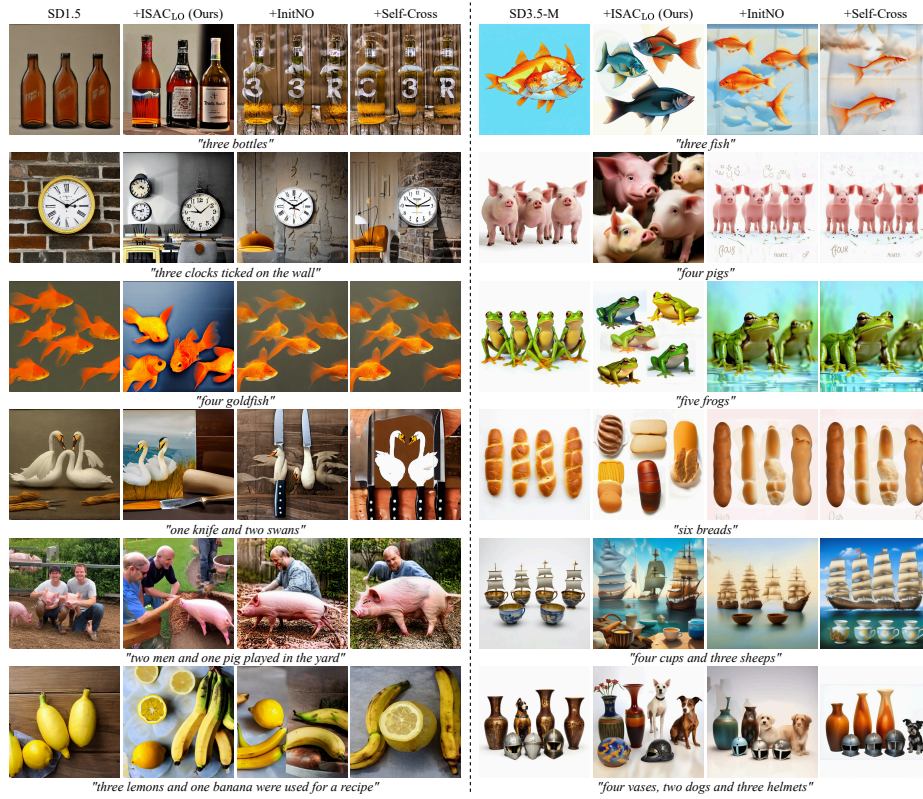 SD1.5 +ISAC_LO (Ours) +InitNO +Self-Cross
"three bottles"
"three clocks ticked on the wall"
"four goldfish"
"one knife and two swans"
"two men and one pig played in the yard"
"three lemons and one banana were used for a recipe"
SD3.5-M +ISAC_LO (Ours) +InitNO +Self-Cross
"three fish"
"four pigs"
"five frogs"
"six breads"
"four cups and three sheeps"
"four vases, two dogs and three helmets"
3 3 R
C 3 R